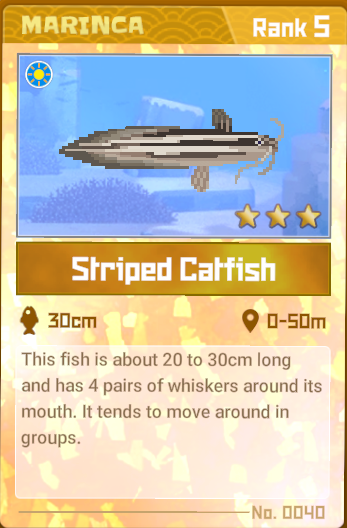 MARINCA Rank 5
Striped Catfish
30cm 0-50m
This fish is about 20 to 30cm long
and has 4 pairs of whiskers around its
mouth. It tends to move around in
groups.
No. 0040